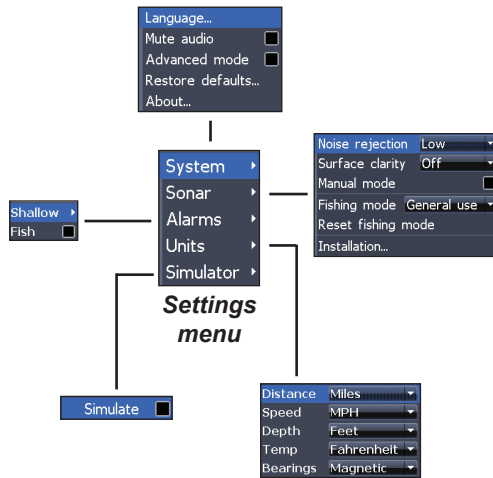 Language...
Mute audio
Advanced mode
Restore defaults...
About...
System
Sonar
Alarms
Units
Simulator
Settings
menu
Noise rejection Low
Surface clarity Off
Manual mode
Fishing mode General use
Reset fishing mode
Installation...
Shallow
Fish
Simulate
Distance Miles
Speed MPH
Depth Feet
Temp Fahrenheit
Bearings Magnetic